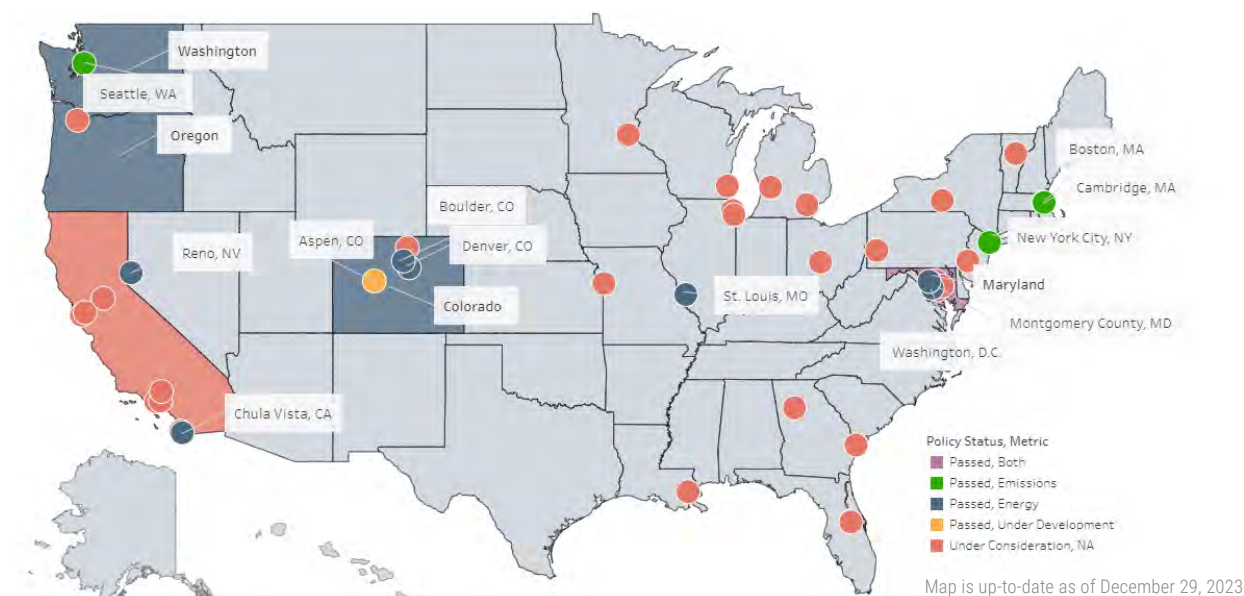 Washington
Seattle, WA
Oregon
Boston, MA
Cambridge, MA
Boulder, CO
Aspen, CO
Denver, CO
Reno, NV
New York City, NY
Maryland
Colorado
St. Louis, MO
Montgomery County, MD
Washington, D.C.
Chula Vista, CA
Policy Status, Metric
Passed, Both
Passed, Emissions
Passed, Energy
Passed, Under Development
Under Consideration, NA
Map is up-to-date as of December 29, 2023